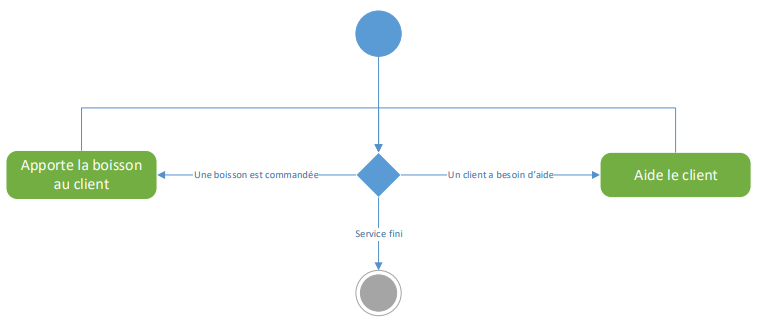 Apporte la boisson
au client
Une boisson est commandée
Un client a besoin d'aide
Aide le client
Service fini